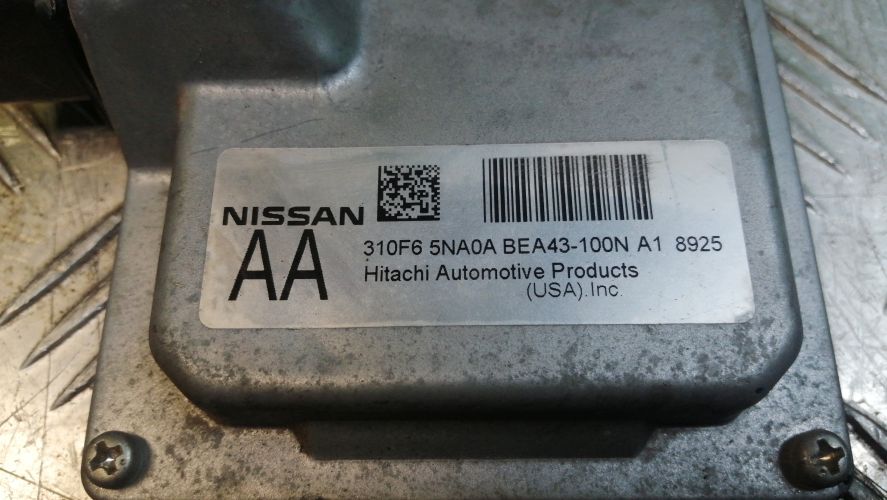 NISSAN
AA
310F6 5NA0A BEA43-100N A1 8925
Hitachi Automotive Products
(USA).Inc.